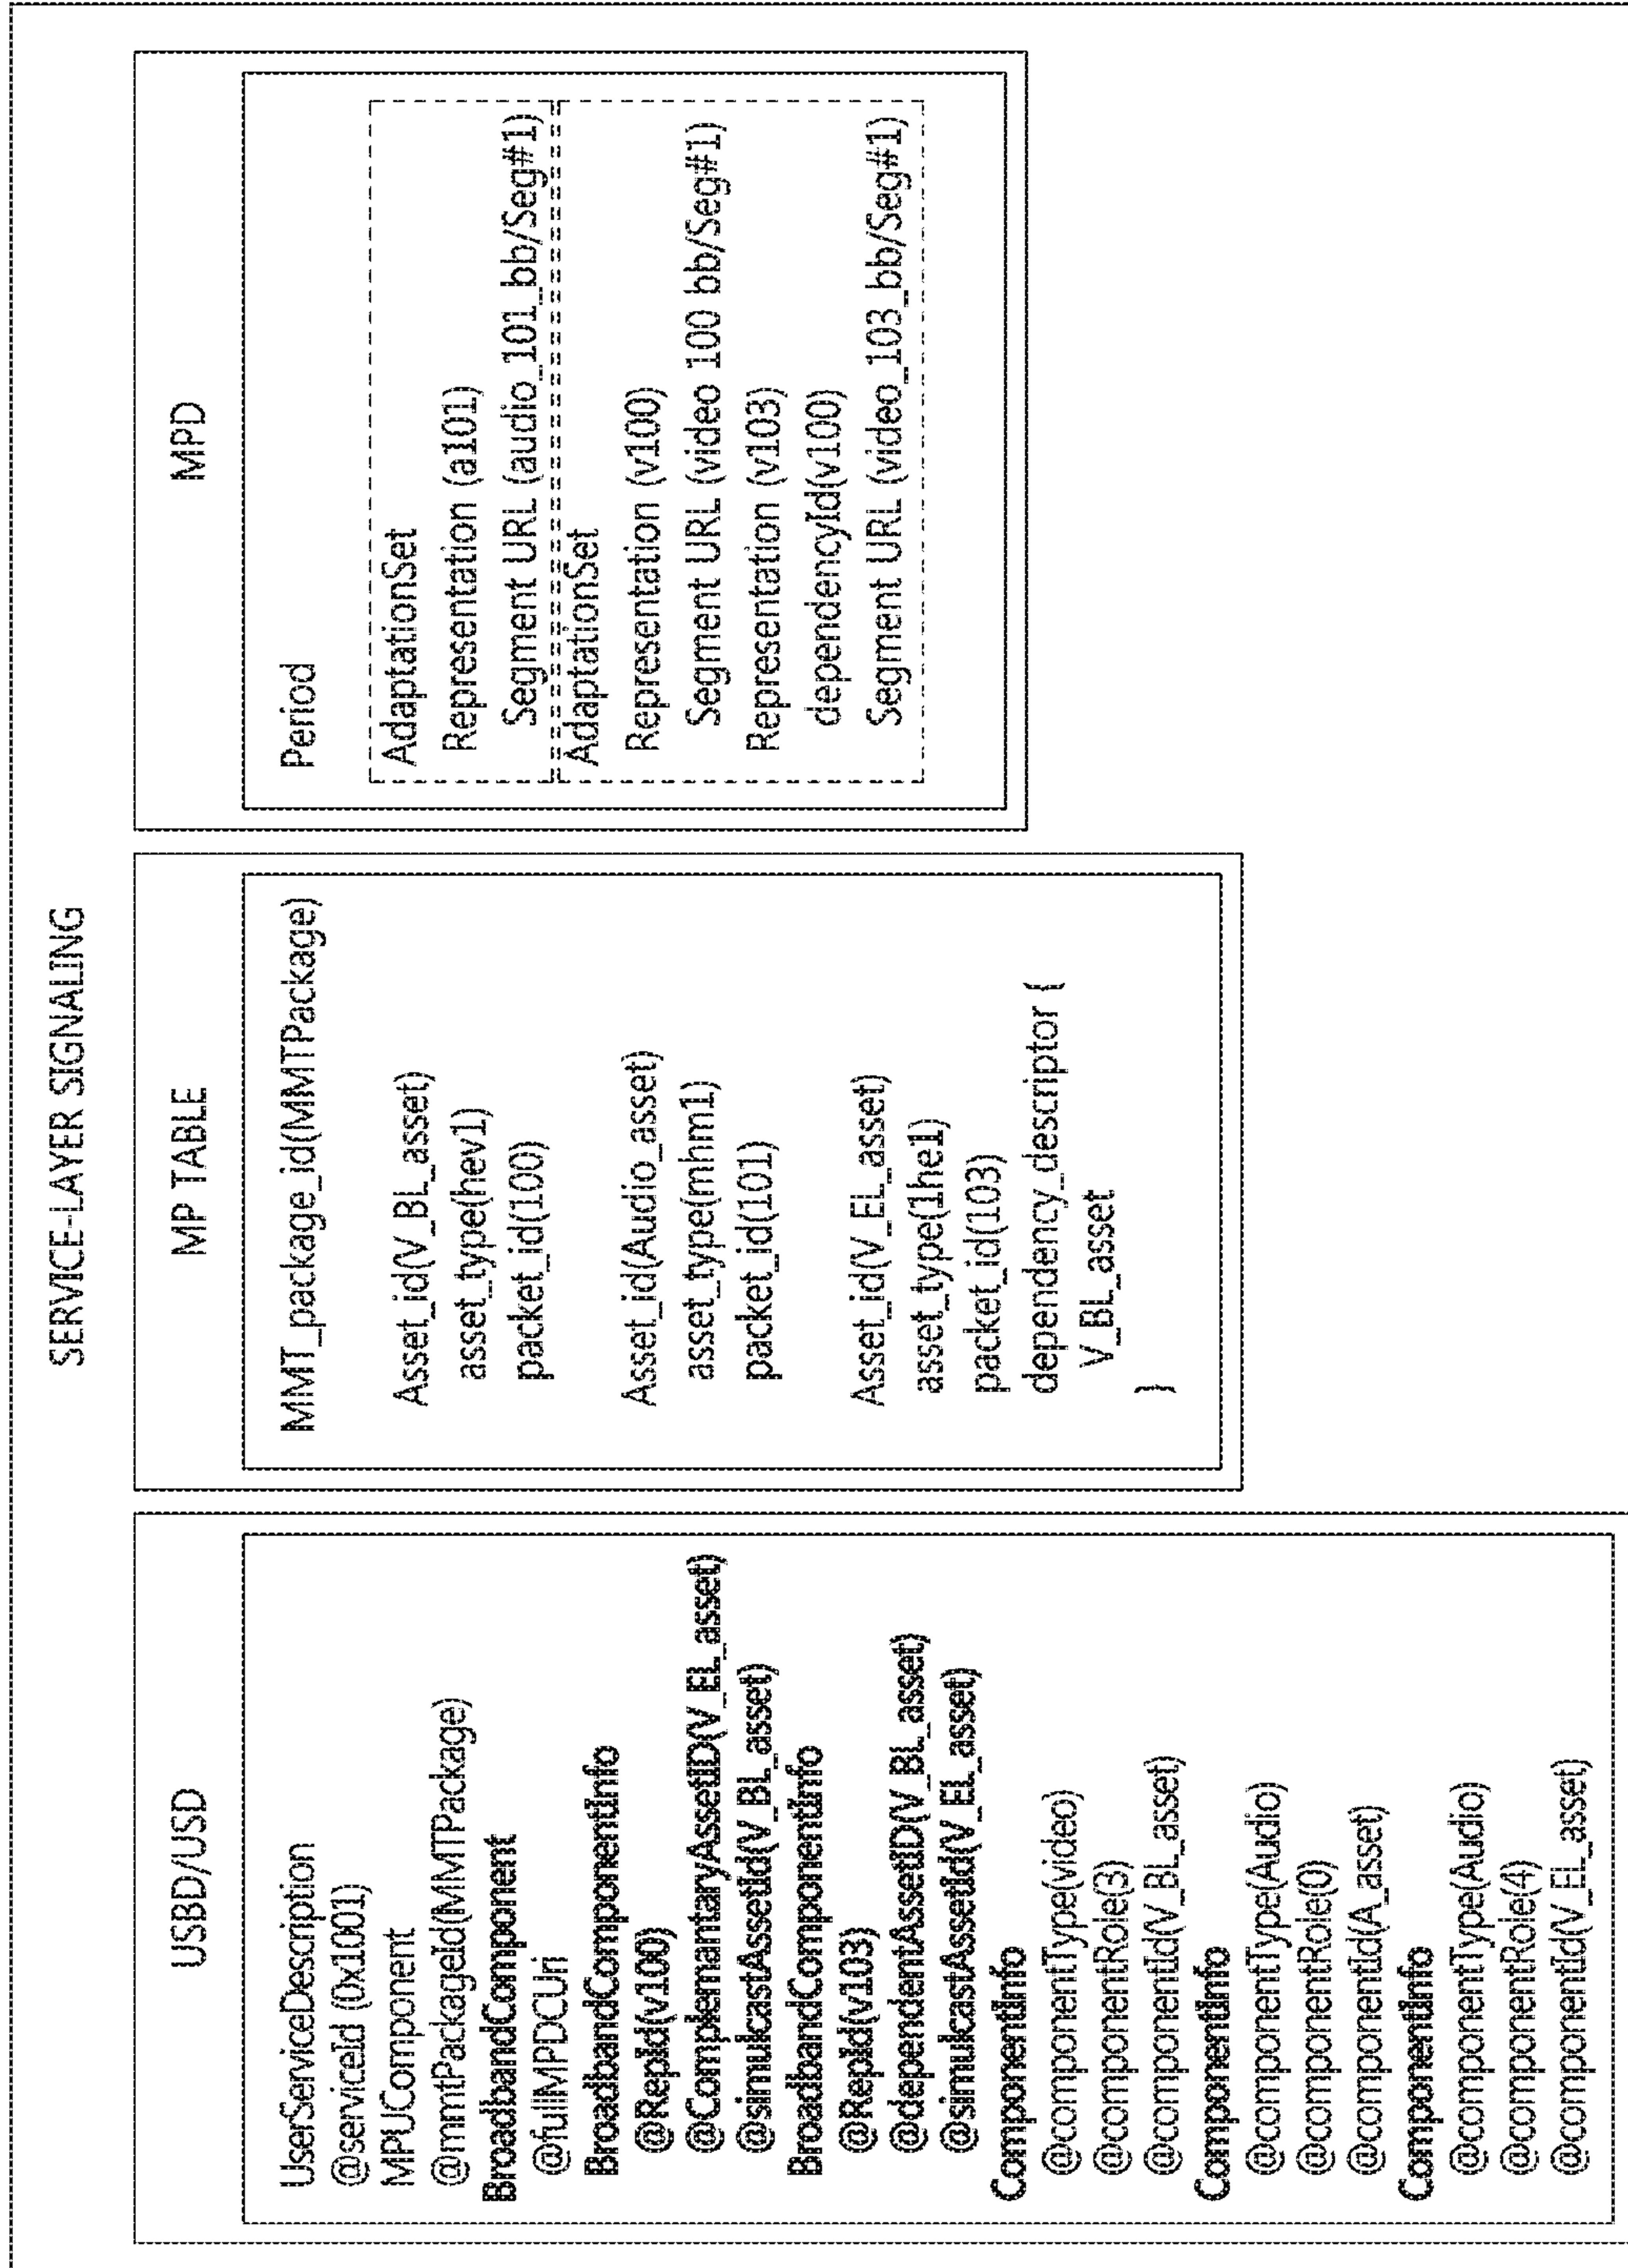 SERVICE-LAYER SIGNALING
USBD/USD
UserServiceDescription
@serviceId (0x1001)
MPUComponent
@mmtPackageId(MMTPackage)
BroadbandComponent
@fullMPDCUri
BroadbandComponentInfo
@RepId(v100)
@ComplemantaryAssetID(V_EL_asset)
@simulcastAssetId(V_BL_asset)
BroadbandComponentInfo
@RepId(v103)
@dependentAssetID(V_BL_asset)
@simulcastAssetId(V_EL_asset)
ComponentInfo
@componentType(video)
@componentRole(3)
@componentId(V_BL_asset)
ComponentInfo
@componentType(Audio)
@componentRole(0)
@componentId(A_asset)
ComponentInfo
@componentType(Audio)
@componentRole(4)
@componentId(V_EL_asset)
MP TABLE
MMT_package_id(MMTPackage)
Asset_id(V_BL_asset)
asset_type(hev1)
packet_id(100)
Asset_id(Audio_asset)
asset_type(mhm1)
packet_id(101)
Asset_id(V_EL_asset)
asset_type(1he1)
packet_id(103)
dependency_descriptor {
V_BL_asset
}
MPD
Period
AdaptationSet
Representation (a101)
Segment URL (audio_101_bb/Seg#1)
AdaptationSet
Representation (v100)
Segment URL (video 100 bb/Seg#1)
Representation (v103)
dependencyId(v100)
Segment URL (video_103_bb/Seg#1)